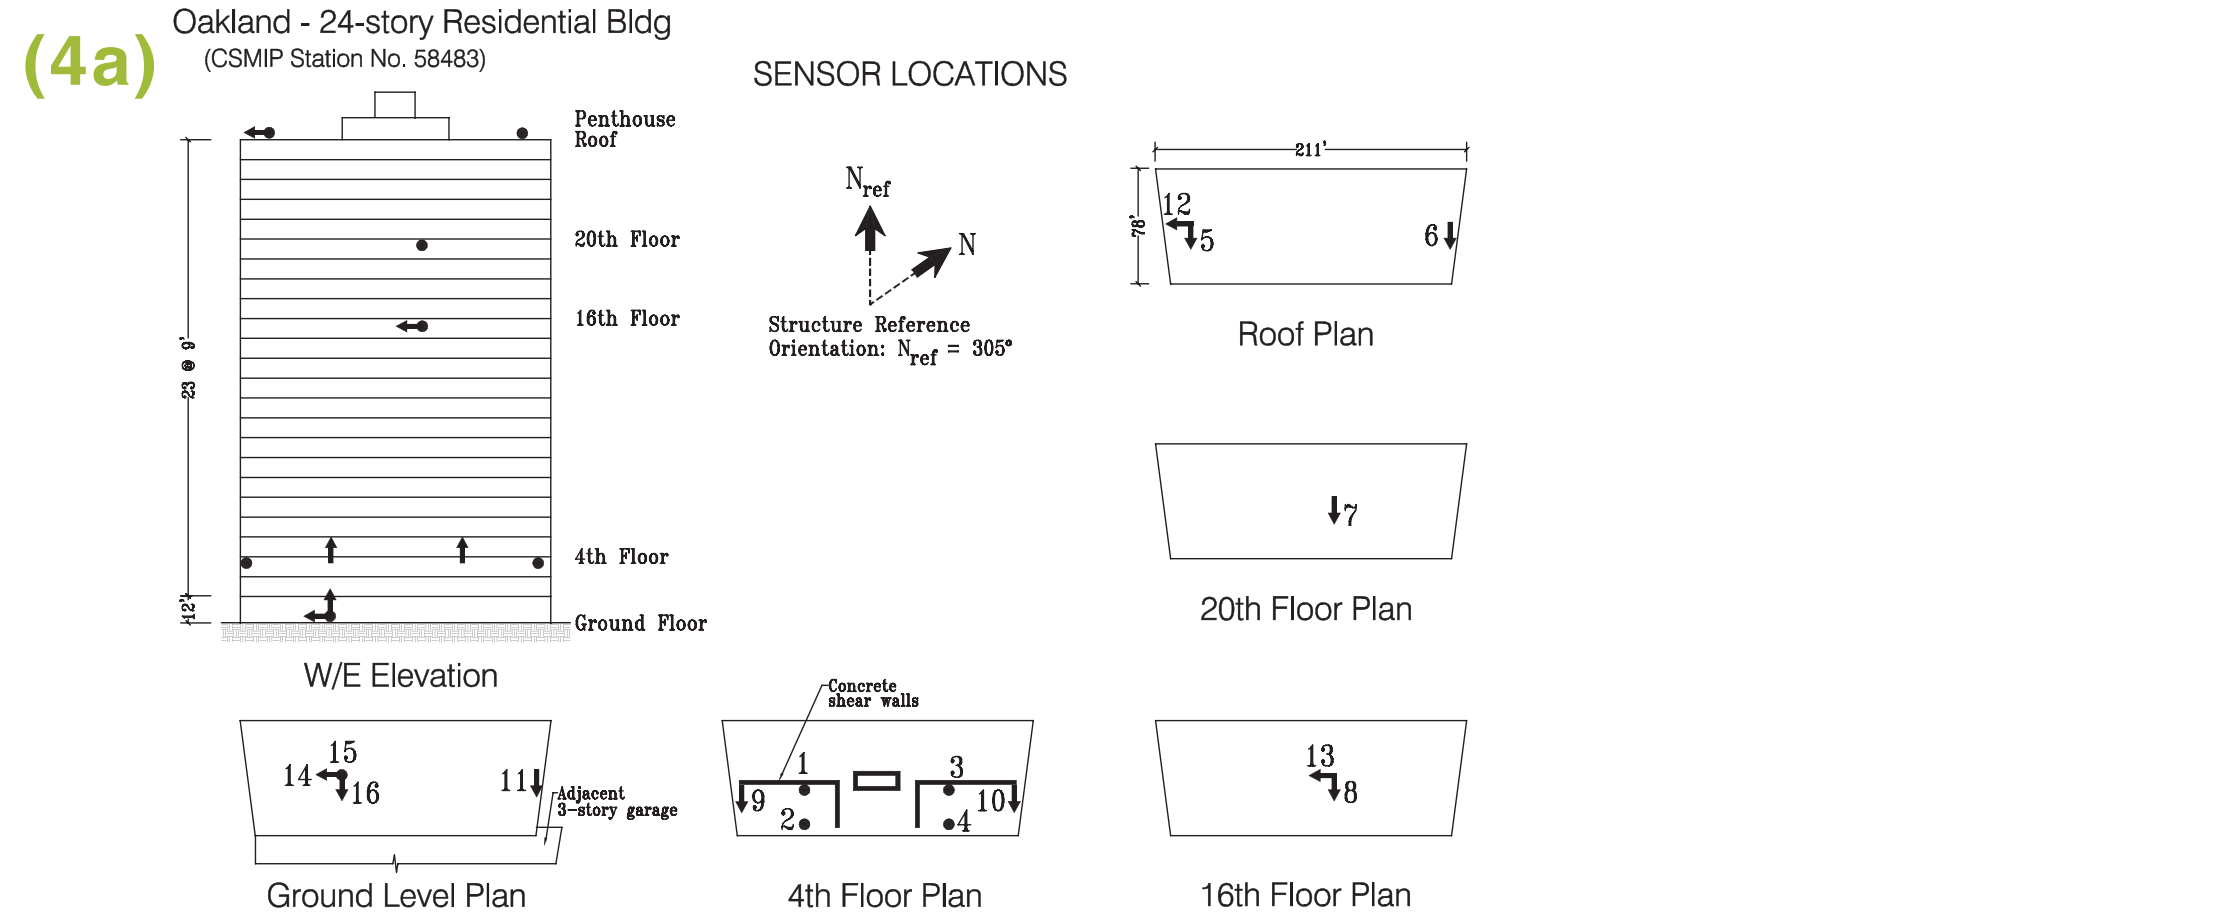 (4a)
Oakland - 24-story Residential Bldg
(CSMIP Station No. 58483)
SENSOR LOCATIONS
Penthouse
Roof
20th Floor
16th Floor
4th Floor
Ground Floor
23 @ 9'
12'
W/E Elevation
Nref
N
Structure Reference
Orientation: Nref = 305°
211'
78'
12
5
6
Roof Plan
7
20th Floor Plan
15
14
16
11
Adjacent
3-story garage
Ground Level Plan
Concrete
shear walls
1
3
9
10
2
4
4th Floor Plan
13
8
16th Floor Plan